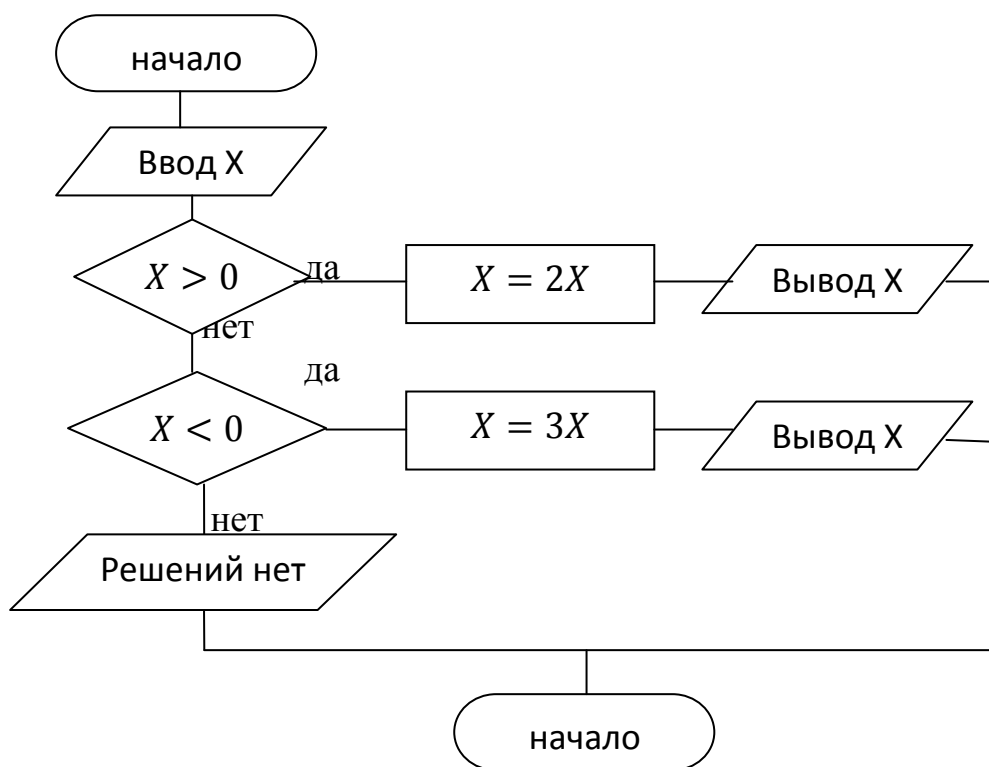 начало
Ввод X
X > 0
да
X = 2X
Вывод X
нет
да
X < 0
X = 3X
Вывод X
нет
Решений нет
начало